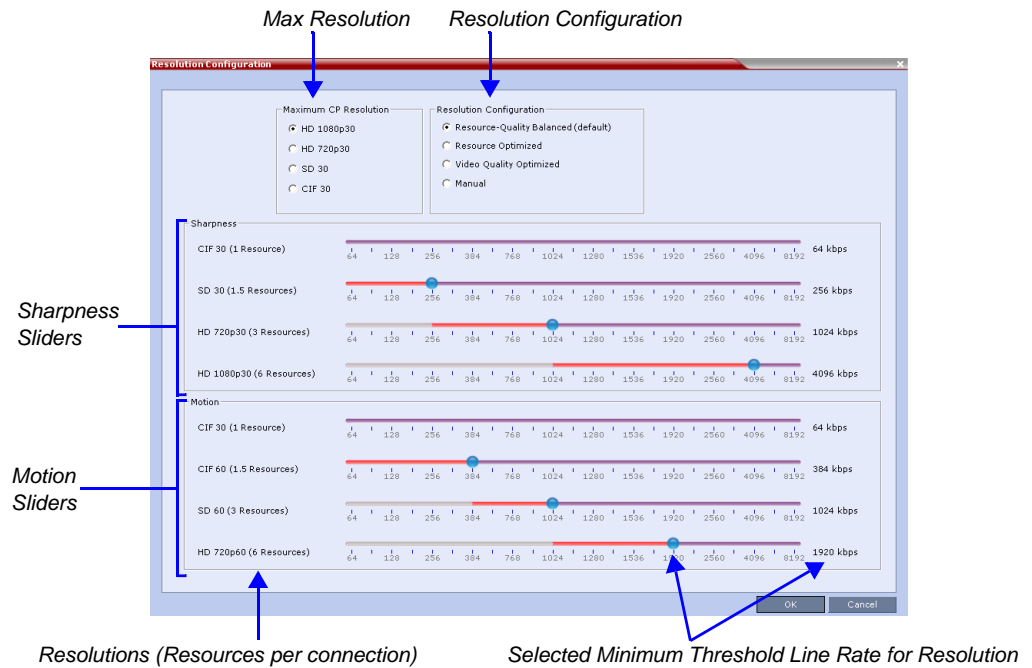 Max Resolution
Resolution Configuration
Resolution Configuration
x
Maximum CP Resolution
HD 1080p30
HD 720p30
SD 30
CIF 30
Resolution Configuration
Resource-Quality Balanced (default)
Resource Optimized
Video Quality Optimized
Manual
Sharpness Sliders
Sharpness
CIF 30 (1 Resource)
64 128 256 384 768 1024 1280 1536 1920 2560 4096 8192
64 kbps
SD 30 (1.5 Resources)
64 128 256 384 768 1024 1280 1536 1920 2560 4096 8192
256 kbps
HD 720p30 (3 Resources)
64 128 256 384 768 1024 1280 1536 1920 2560 4096 8192
1024 kbps
HD 1080p30 (6 Resources)
64 128 256 384 768 1024 1280 1536 1920 2560 4096 8192
4096 kbps
Motion Sliders
Motion
CIF 30 (1 Resource)
64 128 256 384 768 1024 1280 1536 1920 2560 4096 8192
64 kbps
CIF 60 (1.5 Resources)
64 128 256 384 768 1024 1280 1536 1920 2560 4096 8192
384 kbps
SD 60 (3 Resources)
64 128 256 384 768 1024 1280 1536 1920 2560 4096 8192
1024 kbps
HD 720p60 (6 Resources)
64 128 256 384 768 1024 1280 1536 1920 2560 4096 8192
1920 kbps
OK
Cancel
Resolutions (Resources per connection)
Selected Minimum Threshold Line Rate for Resolution